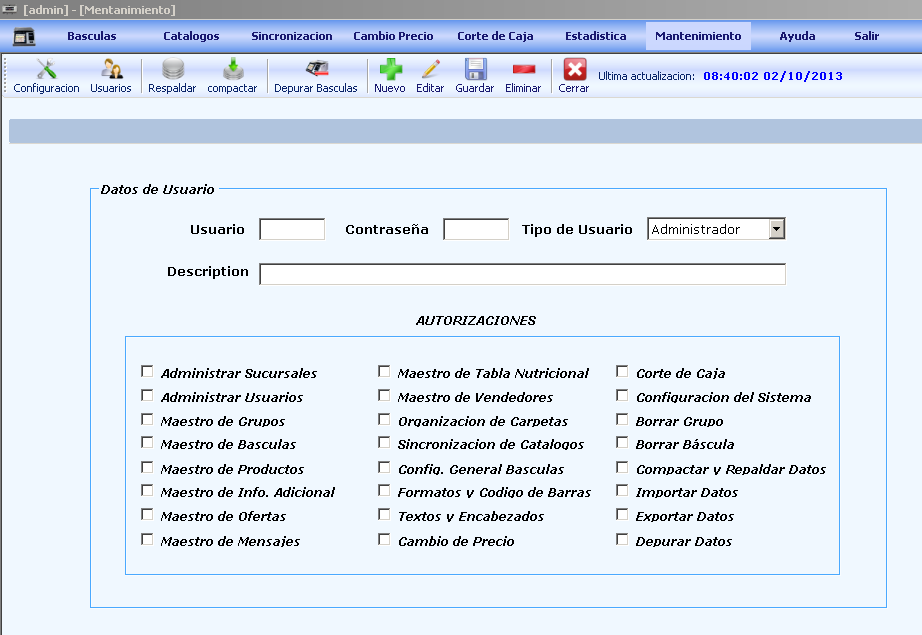 [admin] - [Mentanimiento]
Basculas Catalogos Sincronizacion Cambio Precio Corte de Caja Estadistica Mantenimiento Ayuda Salir
Configuracion Usuarios Respaldar compactar Depurar Basculas Nuevo Editar Guardar Eliminar Cerrar Ultima actualizacion: 08:40:02 02/10/2013
Datos de Usuario
Usuario Contraseña Tipo de Usuario Administrador
Description
AUTORIZACIONES
Administrar Sucursales Maestro de Tabla Nutricional Corte de Caja
Administrar Usuarios Maestro de Vendedores Configuracion del Sistema
Maestro de Grupos Organizacion de Carpetas Borrar Grupo
Maestro de Basculas Sincronizacion de Catalogos Borrar Báscula
Maestro de Productos Config. General Basculas Compactar y Repaldar Datos
Maestro de Info. Adicional Formatos y Codigo de Barras Importar Datos
Maestro de Ofertas Textos y Encabezados Exportar Datos
Maestro de Mensajes Cambio de Precio Depurar Datos